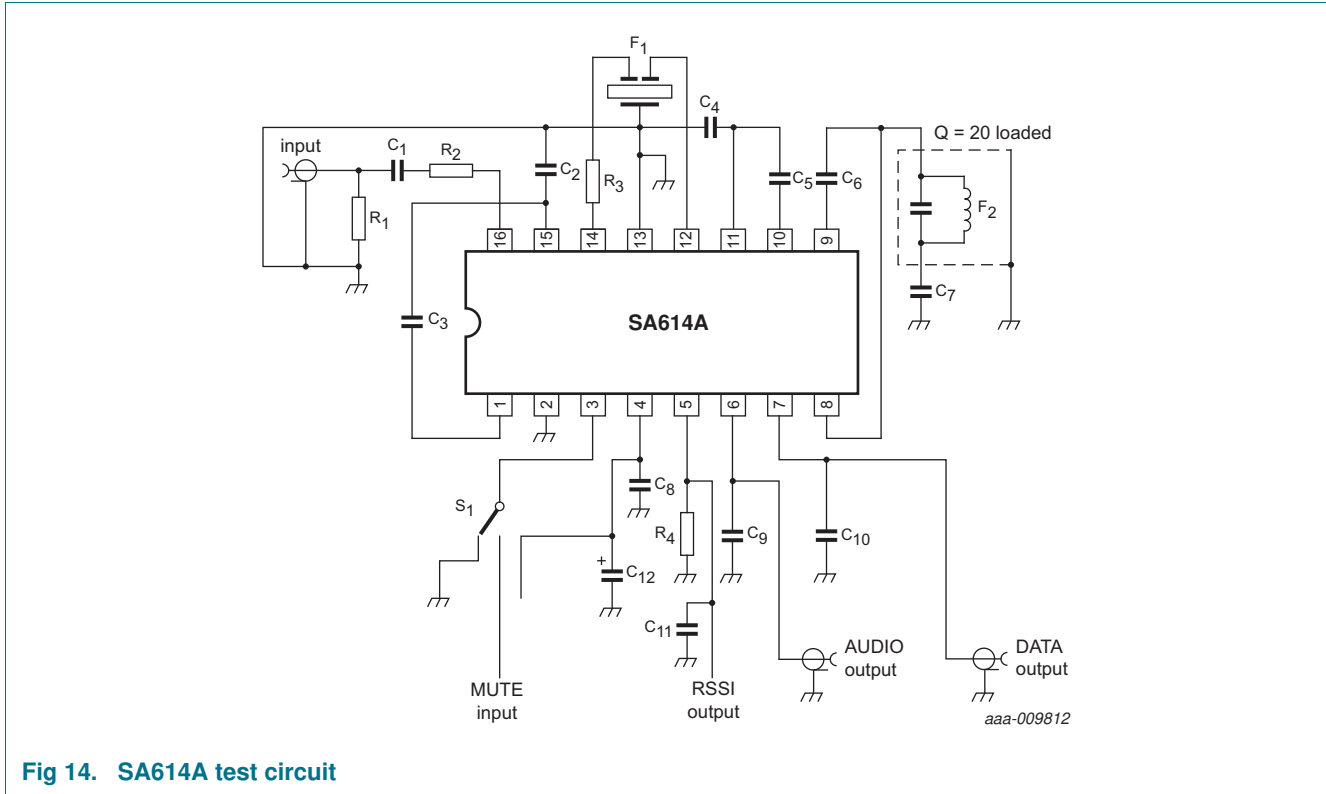 F1
C4
Q = 20 loaded
input
C1
R2
C2
R3
C5
C6
F2
R1
16
15
14
13
12
11
10
9
C7
C3
SA614A
1
2
3
4
5
6
7
8
S1
C8
R4
C9
C10
+
C12
C11
AUDIO
output
DATA
output
MUTE
input
RSSI
output
aaa-009812
Fig 14. SA614A test circuit